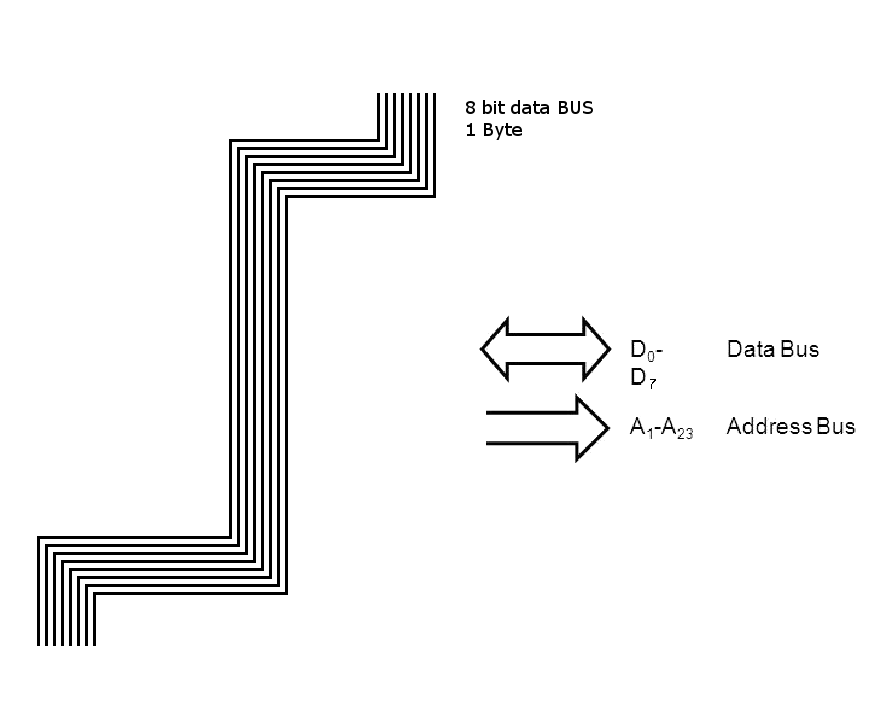 8 bit data BUS
1 Byte
D₀- Data Bus
D₇
A₁-A₂₃ Address Bus